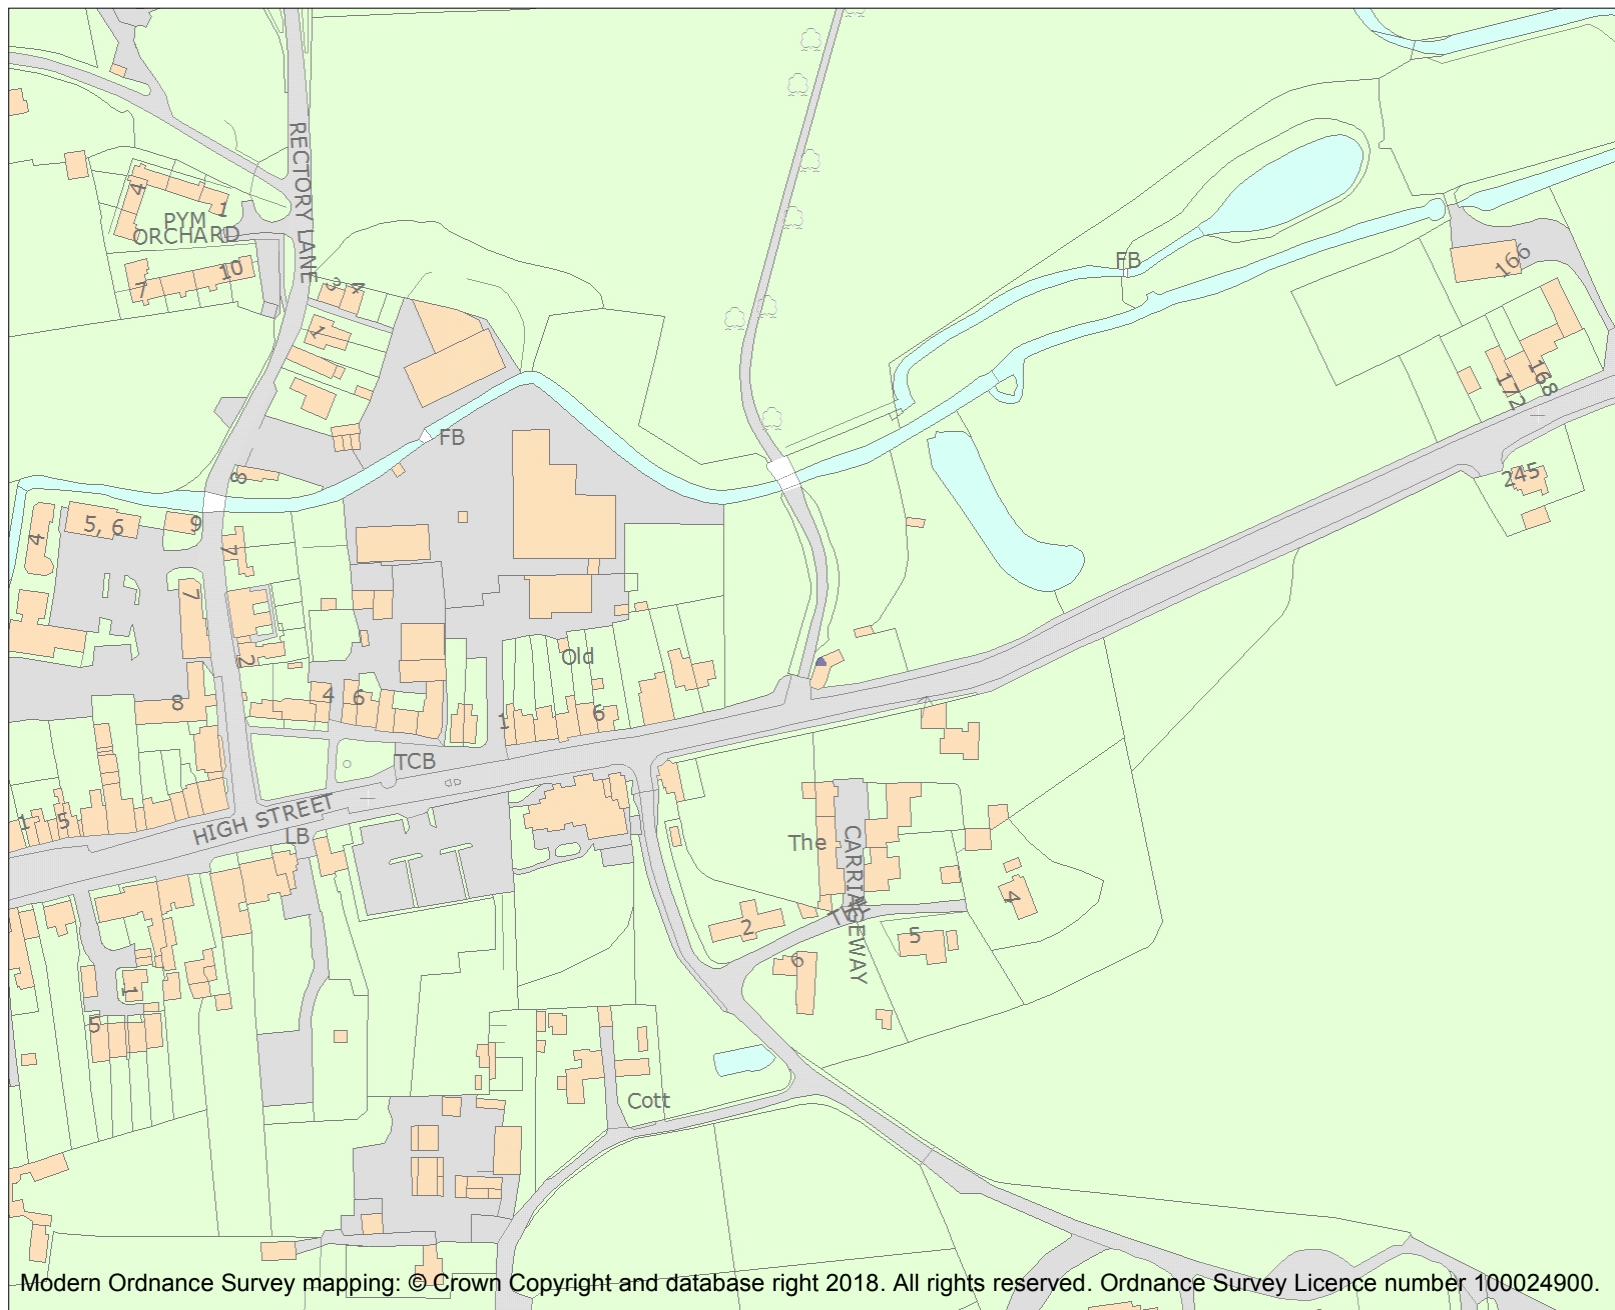 RECTORY LANE
4
1
PYM
ORCHARD
10
7
3
4
1
FB
166
168
172
FB
245
8
5, 6
9
4
7
7
2
Old
4
6
8
1
6
TCB
HIGH STREET
1
5
LB
The
CARRIAGEWAY
THE
4
2
5
6
1
5
Cott
Modern Ordnance Survey mapping: © Crown Copyright and database right 2018. All rights reserved. Ordnance Survey Licence number 100024900.